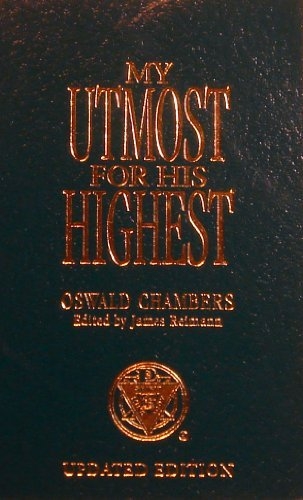 MY
UTMOST
FOR HIS
HIGHEST
OSWALD CHAMBERS
Edited by James Reimann
UPDATED EDITION